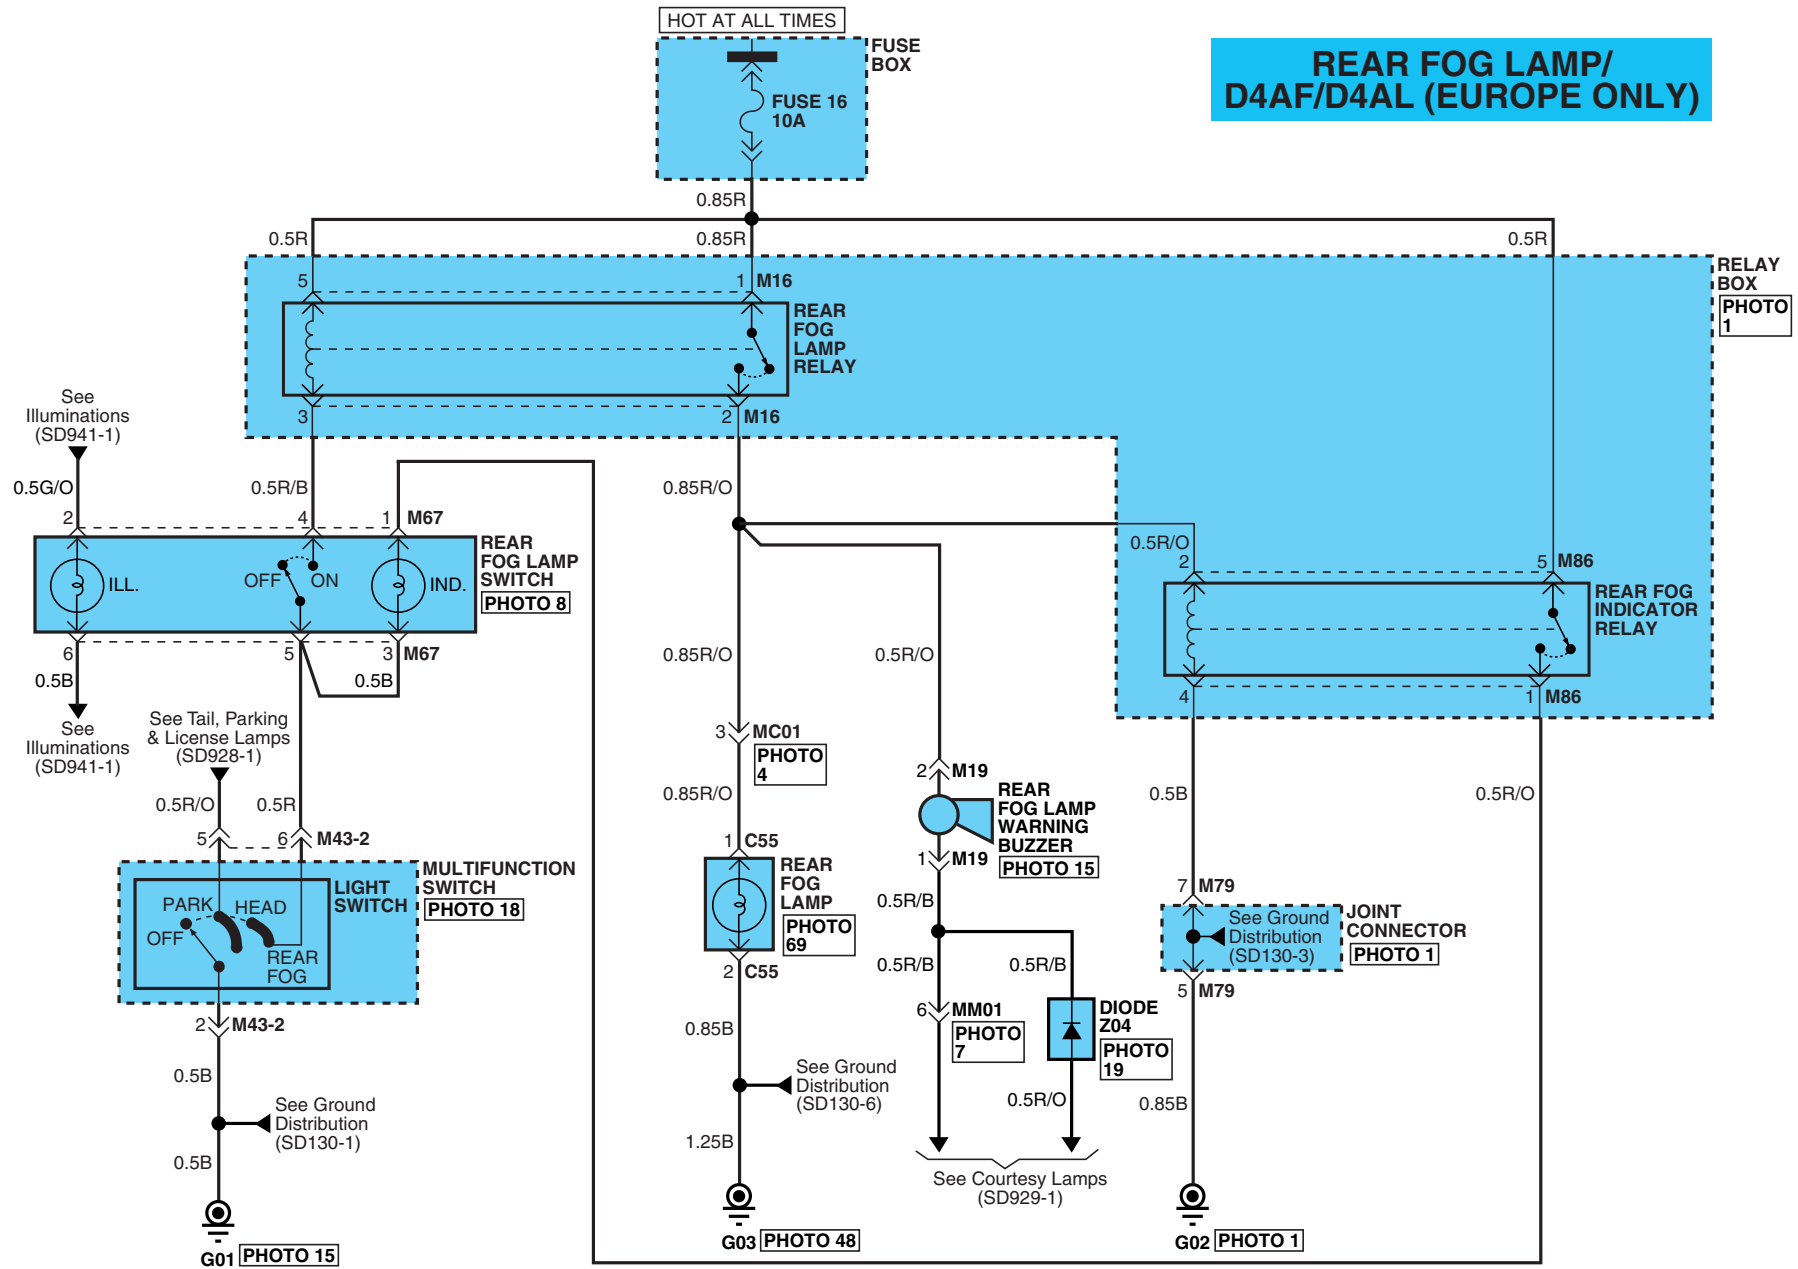 HOT AT ALL TIMES
FUSE
BOX
FUSE 16
10A
REAR FOG LAMP/
D4AF/D4AL (EUROPE ONLY)
0.85R
0.5R
0.85R
0.5R
RELAY
BOX
PHOTO
1
5
1 M16
REAR
FOG
LAMP
RELAY
3
2 M16
See
Illuminations
(SD941-1)
0.5G/O
0.5R/B
0.85R/O
2
4
1 M67
REAR
FOG LAMP
SWITCH
PHOTO 8
ILL.
OFF
ON
IND.
6
5
3 M67
0.5B
0.5B
See
Illuminations
(SD941-1)
0.5R/O
2
5 M86
REAR FOG
INDICATOR
RELAY
4
1 M86
0.85R/O
0.5R/O
See Tail, Parking
& License Lamps
(SD928-1)
0.5R/O
0.5R
5
6 M43-2
MULTIFUNCTION
SWITCH
PHOTO 18
LIGHT
SWITCH
PARK
HEAD
OFF
REAR
FOG
2 M43-2
0.5B
See Ground
Distribution
(SD130-1)
0.5B
G01 PHOTO 15
3 MC01
PHOTO
4
0.85R/O
1 C55
REAR
FOG
LAMP
PHOTO
69
2 C55
0.85B
See Ground
Distribution
(SD130-6)
1.25B
G03 PHOTO 48
2 M19
REAR
FOG LAMP
WARNING
BUZZER
PHOTO 15
1 M19
0.5R/B
0.5R/B
0.5R/B
6 MM01
PHOTO
7
DIODE
Z04
PHOTO
19
0.5R/O
See Courtesy Lamps
(SD929-1)
0.5B
0.5R/O
7 M79
See Ground
Distribution
(SD130-3)
JOINT
CONNECTOR
PHOTO 1
5 M79
0.85B
G02 PHOTO 1